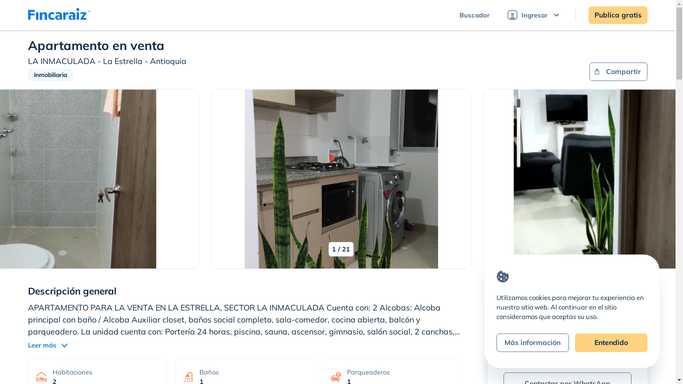 Fincaraiz
Buscador
Ingresar
Publica gratis
Apartamento en venta
LA INMACULADA - La Estrella - Antioquia
Inmobiliaria
Compartir
1 / 21
Descripción general
APARTAMENTO PARA LA VENTA EN LA ESTRELLA, SECTOR LA INMACULADA Cuenta con: 2 Alcobas: Alcoba
principal con baño / Alcoba Auxiliar closet, baños social completo, sala-comedor, cocina abierta, balcón y
parqueadero. La unidad cuenta con: Portería 24 horas, piscina, sauna, ascensor, gimnasio, salón social, 2 canchas,...
Leer más
Habitaciones
2
Baños
1
Parqueaderos
1
Utilizamos cookies para mejorar tu experiencia en
nuestro sitio web. Al continuar en el sitio
consideramos que aceptas su uso.
Más información
Entendido
Contactar por WhatsApp